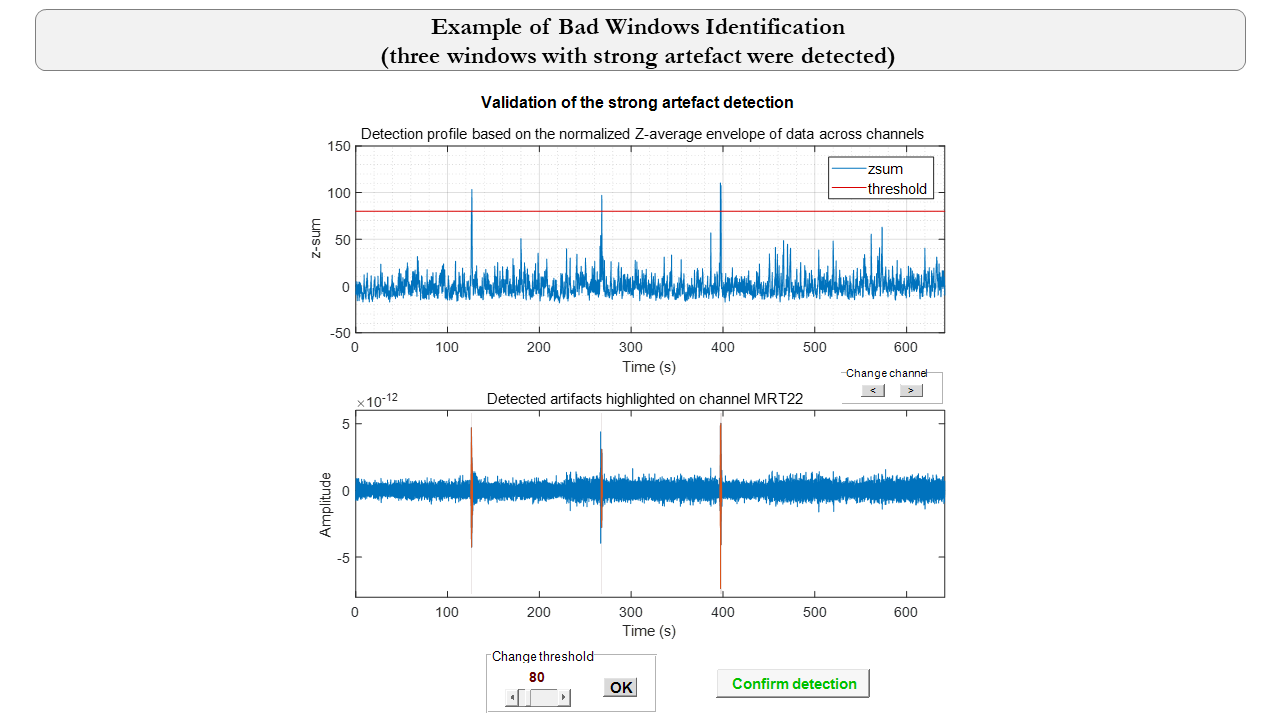 Example of Bad Windows Identification
(three windows with strong artefact were detected)
Validation of the strong artefact detection
Detection profile based on the normalized Z-average envelope of data across channels
150
100
50
0
-50
z-sum
zsum
threshold
0 100 200 300 400 500 600
Time (s)
Change channel
< >
×10-12
Detected artifacts highlighted on channel MRT22
5
0
-5
Amplitude
0 100 200 300 400 500 600
Time (s)
Change threshold
80
OK
Confirm detection